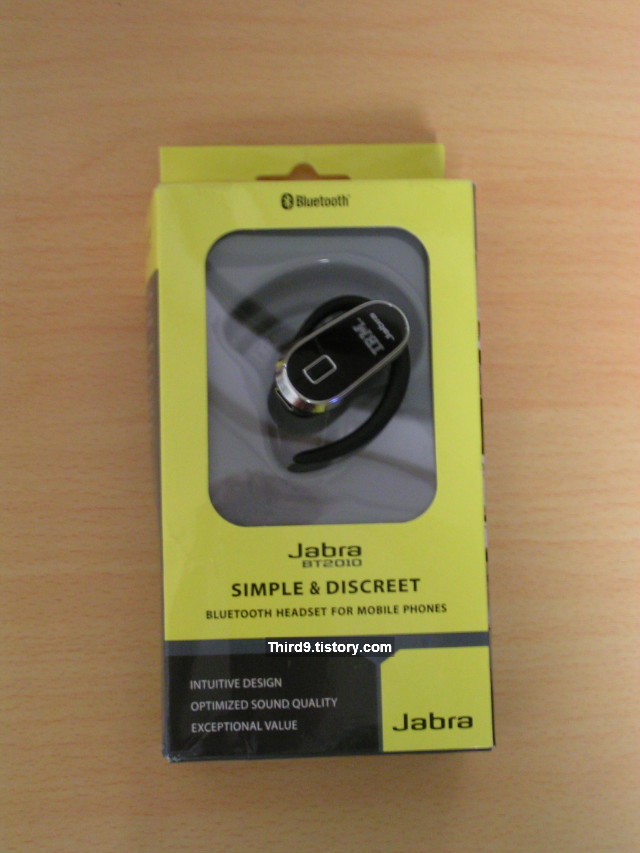 Bluetooth
Jabra
IBM
Jabra
BT2010
SIMPLE & DISCREET
BLUETOOTH HEADSET FOR MOBILE PHONES
Third9.tistory.com
INTUITIVE DESIGN
OPTIMIZED SOUND QUALITY
EXCEPTIONAL VALUE
Jabra